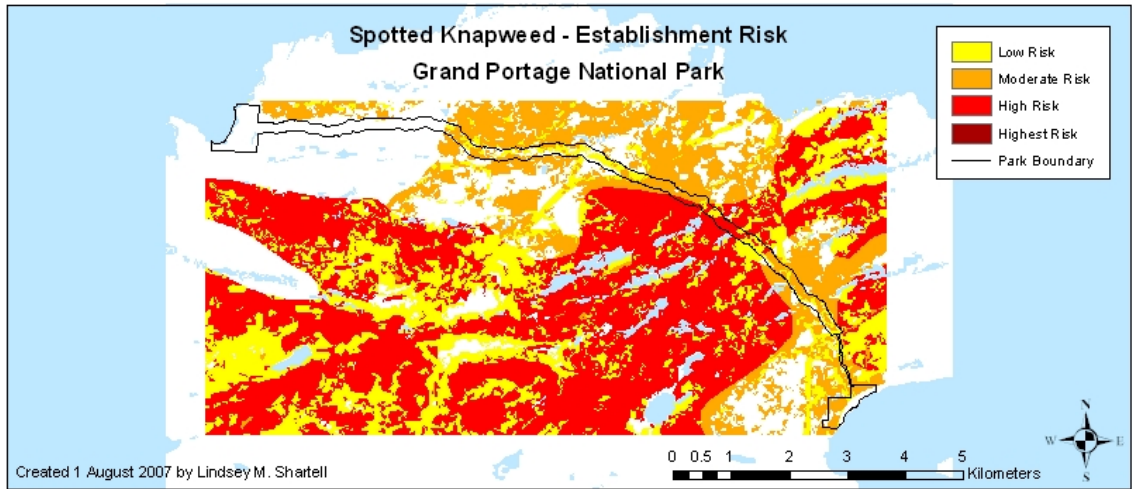 Spotted Knapweed - Establishment Risk
Grand Portage National Park
Low Risk
Moderate Risk
High Risk
Highest Risk
Park Boundary
Created 1 August 2007 by Lindsey M. Shartell
0 0.5 1 2 3 4 5
Kilometers
N
W E
S